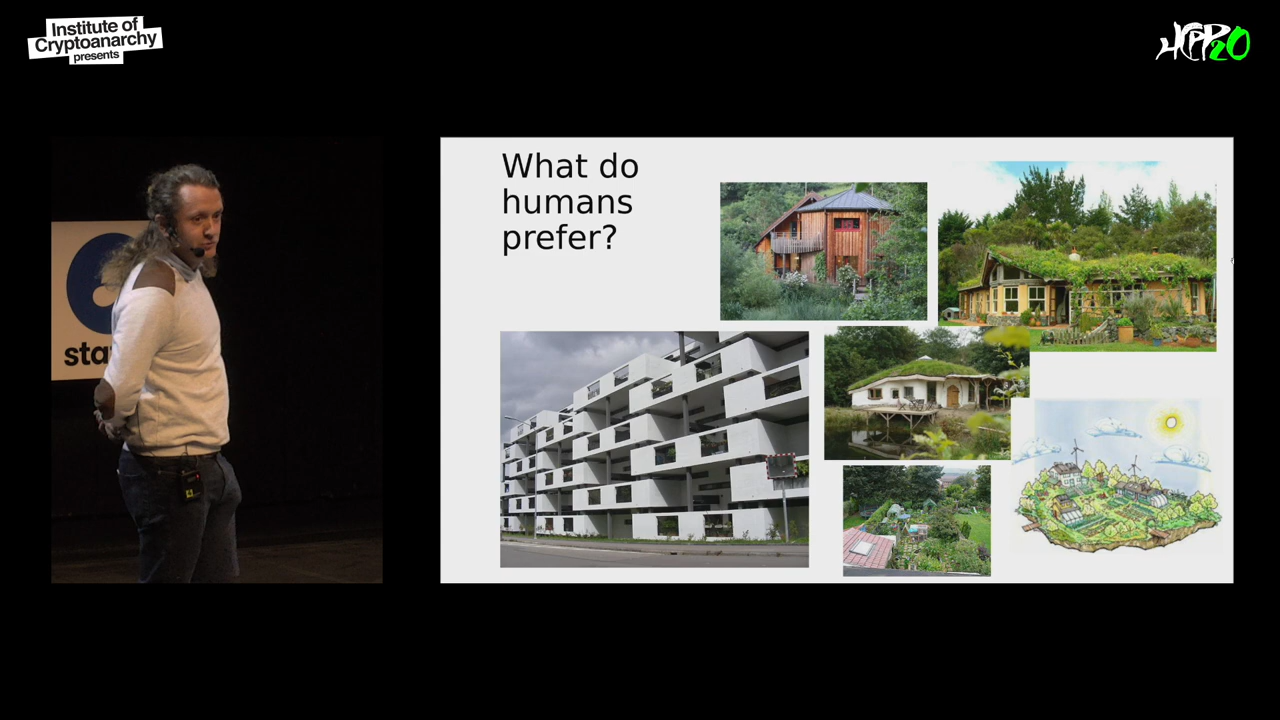 Institute of
Cryptoanarchy
presents
HCPP20
What do
humans
prefer?
sta